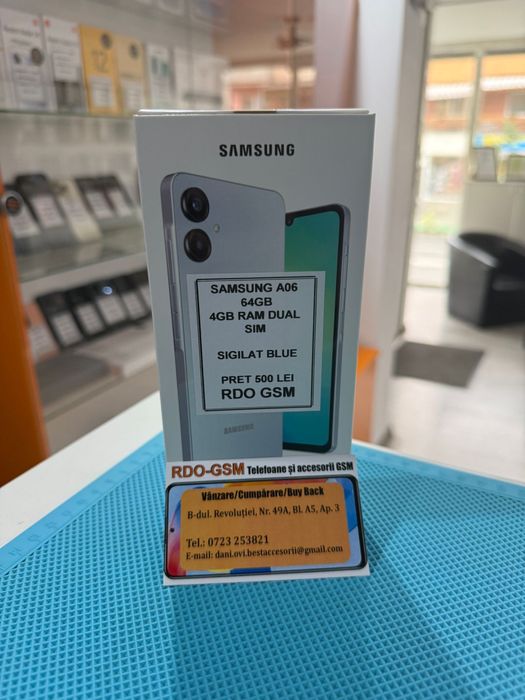 SAMSUNG
SAMSUNG A06
64GB
4GB RAM DUAL
SIM
SIGILAT BLUE
PRET 500 LEI
RDO GSM
SAMSUNG
RDO-GSM Telefoane și accesorii GSM
Vânzare/Cumpărare/Buy Back
B-dul. Revoluției, Nr. 49A, Bl. A5, Ap. 3
Tel.: 0723 253821
E-mail: dani.ovi.bestaccesorii@gmail.com